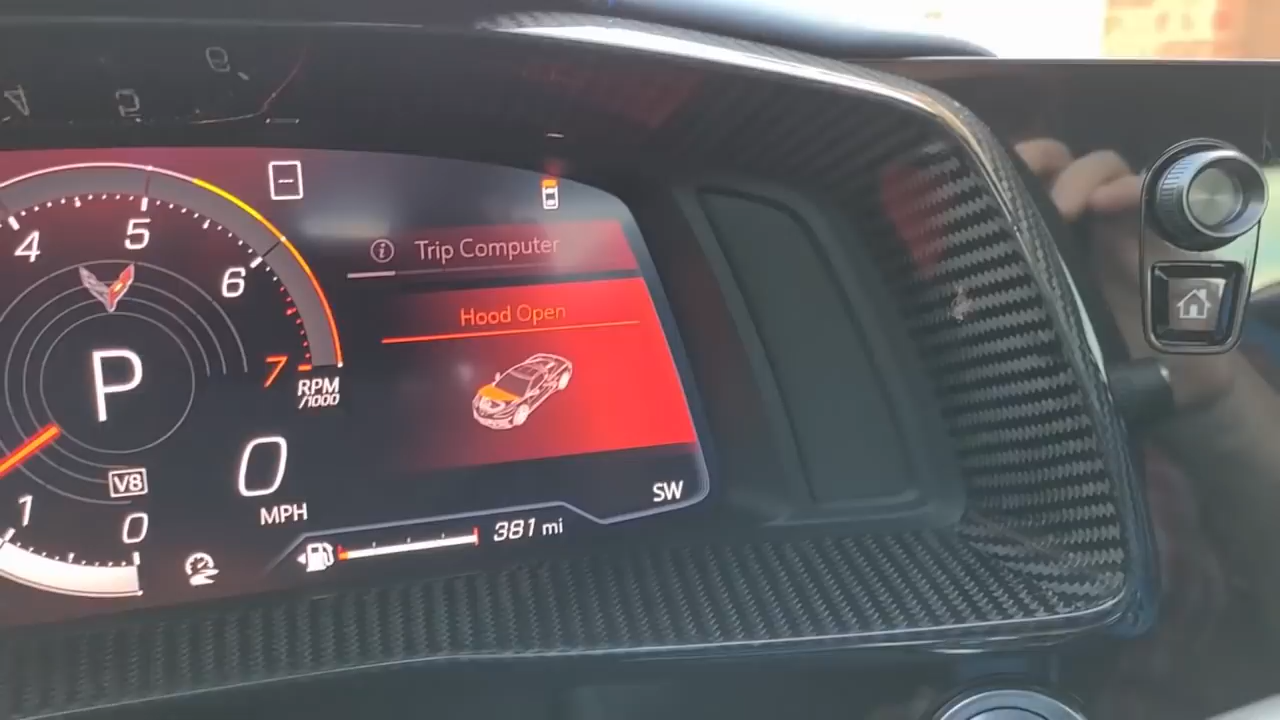 4
5
6
7
RPM
/1000
P
V8
1
0
0
MPH
Trip Computer
Hood Open
SW
381 mi